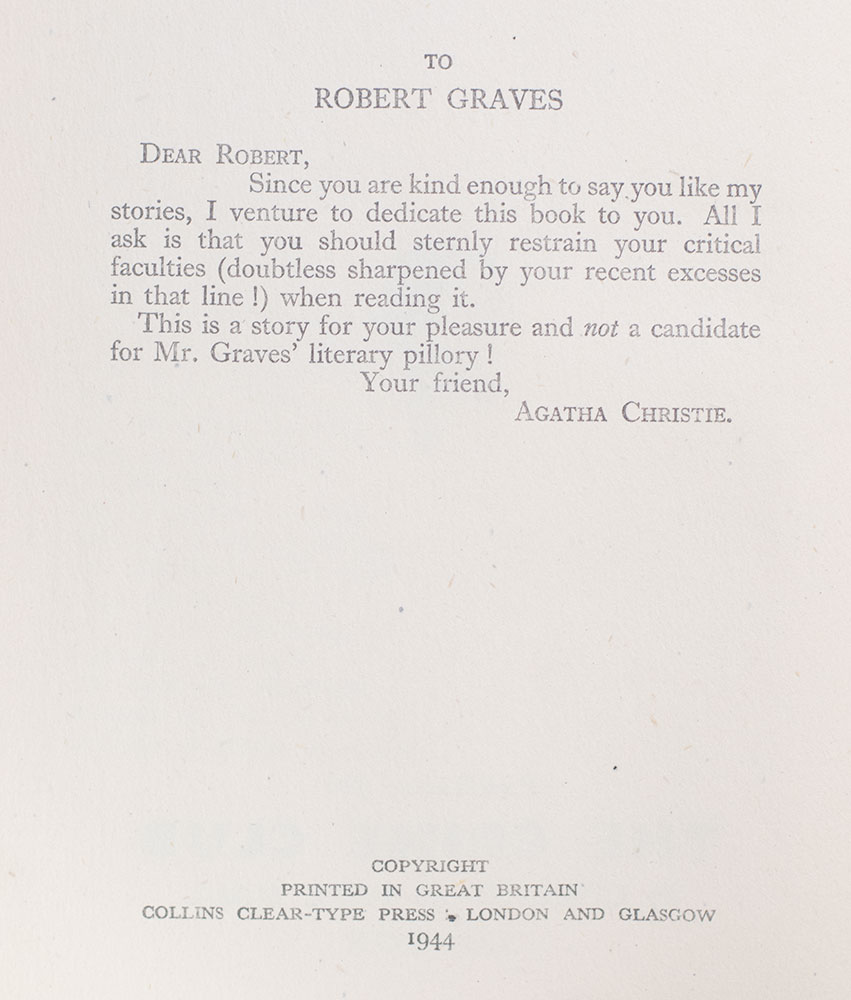 TO
ROBERT GRAVES
DEAR ROBERT,
Since you are kind enough to say you like my
stories, I venture to dedicate this book to you. All I
ask is that you should sternly restrain your critical
faculties (doubtless sharpened by your recent excesses
in that line !) when reading it.
This is a story for your pleasure and not a candidate
for Mr. Graves’ literary pillory !
Your friend,
AGATHA CHRISTIE.
COPYRIGHT
PRINTED IN GREAT BRITAIN
COLLINS CLEAR-TYPE PRESS : LONDON AND GLASGOW
1944